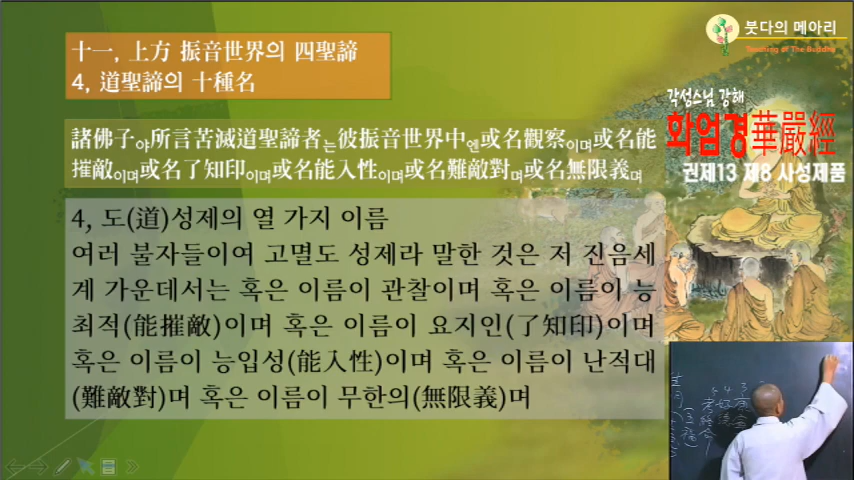 붓다의 메아리
Teaching of The Buddha
十一, 上方 振音世界의 四聖諦
4, 道聖諦의 十種名
각성스님 강해
화엄경華嚴經
권제13 제8 사성제품
諸佛子야所言苦滅道聖諦者는彼振音世界中엔或名觀察이며或名能
摧敵이며或名了知印이며或名能入性이며或名難敵對며或名無限義며
4, 도(道)성제의 열 가지 이름
여러 불자들이여 고멸도 성제라 말한 것은 저 진음세
계 가운데서는 혹은 이름이 관찰이며 혹은 이름이 능
최적(能摧敵)이며 혹은 이름이 요지인(了知印)이며
혹은 이름이 능입성(能入性)이며 혹은 이름이 난적대
(難敵對)며 혹은 이름이 무한의(無限義)며